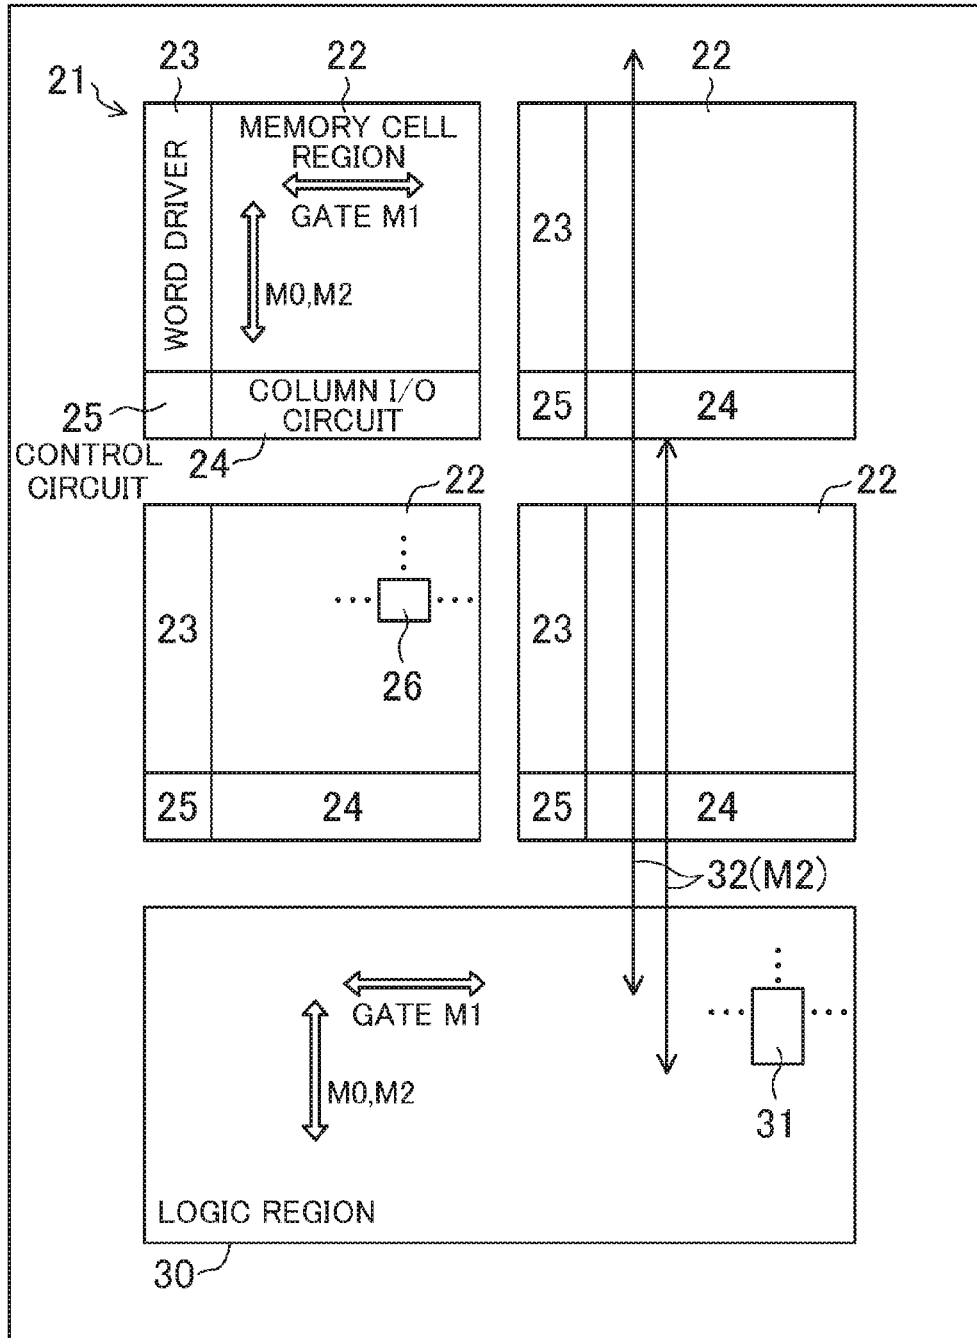 23
22
22
21
MEMORY CELL
REGION
WORD DRIVER
GATE M1
M0,M2
23
25
COLUMN I/O
CIRCUIT
25
24
CONTROL
CIRCUIT
24
22
22
23
26
23
25
24
25
24
32(M2)
GATE M1
M0,M2
31
LOGIC REGION
30